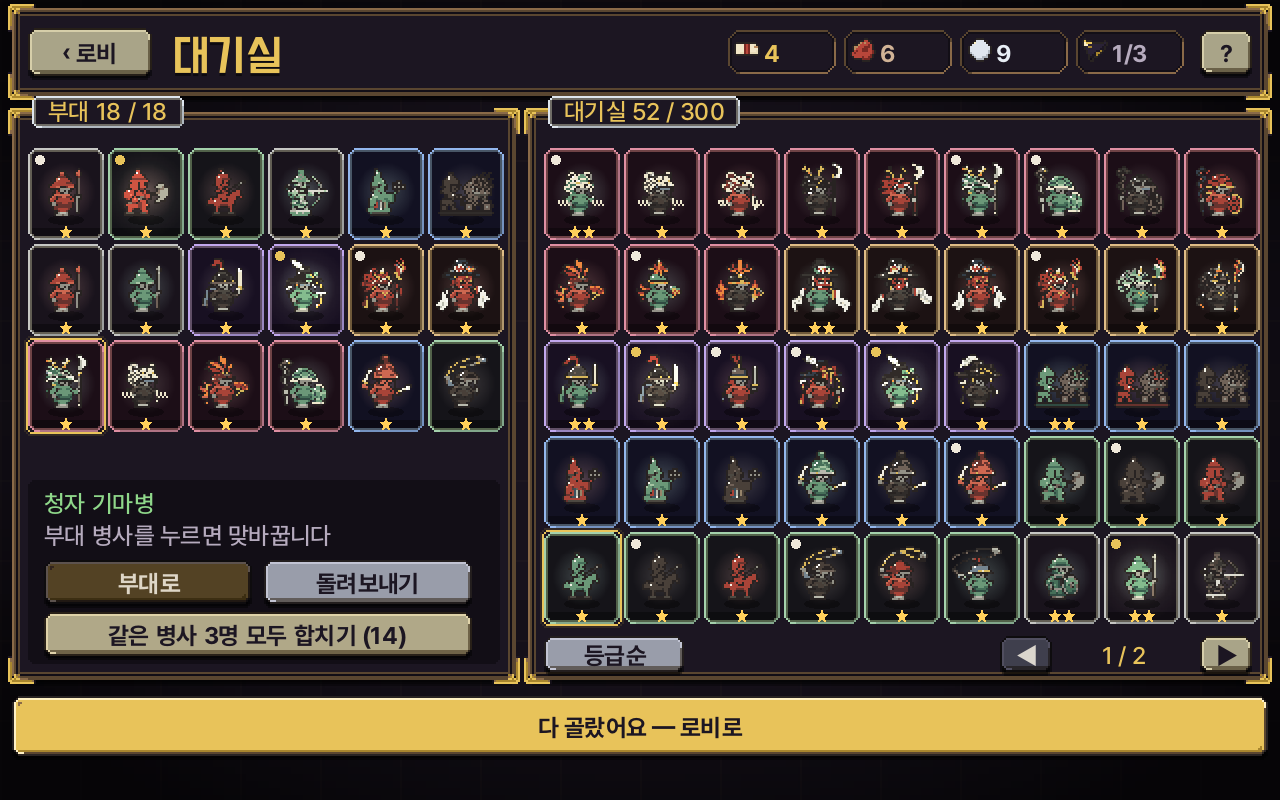 ‹ 로비
대기실
4
6
9
1/3
?
부대 18 / 18
대기실 52 / 300
청자 기마병
부대 병사를 누르면 맞바꿉니다
부대로
돌려보내기
같은 병사 3명 모두 합치기 (14)
등급순
◀
1 / 2
▶
다 골랐어요 — 로비로